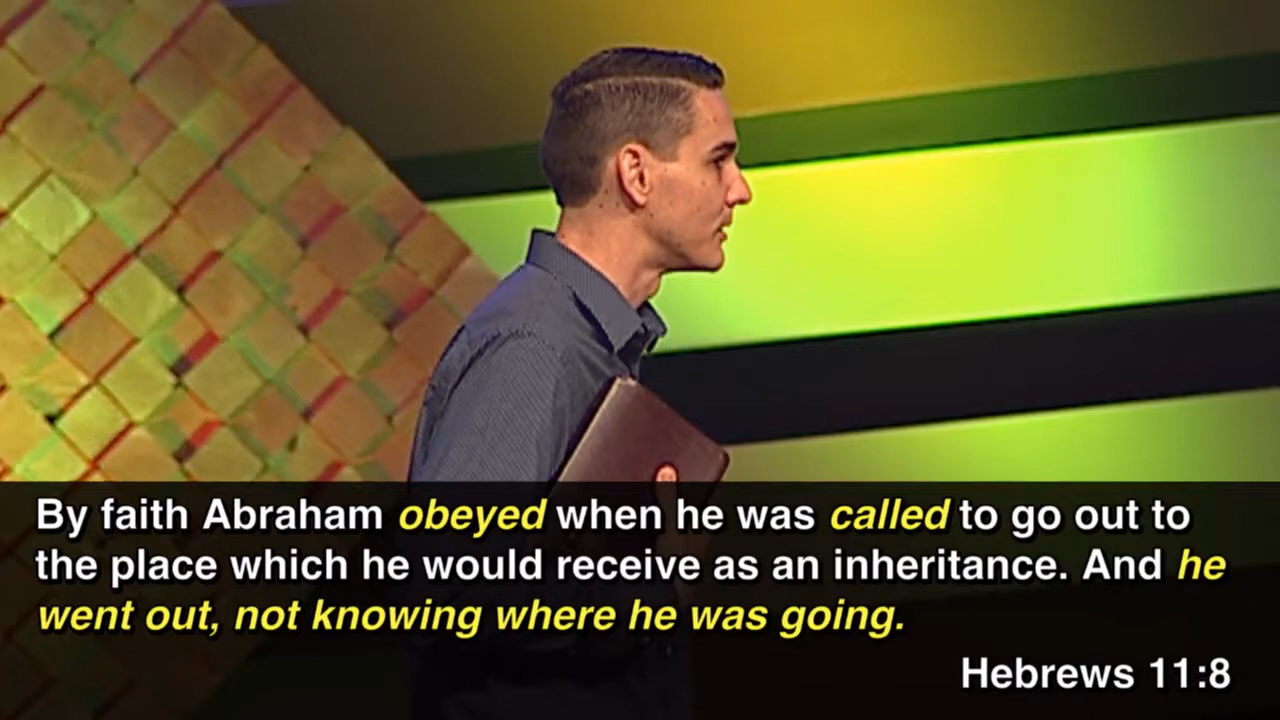 By faith Abraham obeyed when he was called to go out to
the place which he would receive as an inheritance. And he
went out, not knowing where he was going.
Hebrews 11:8